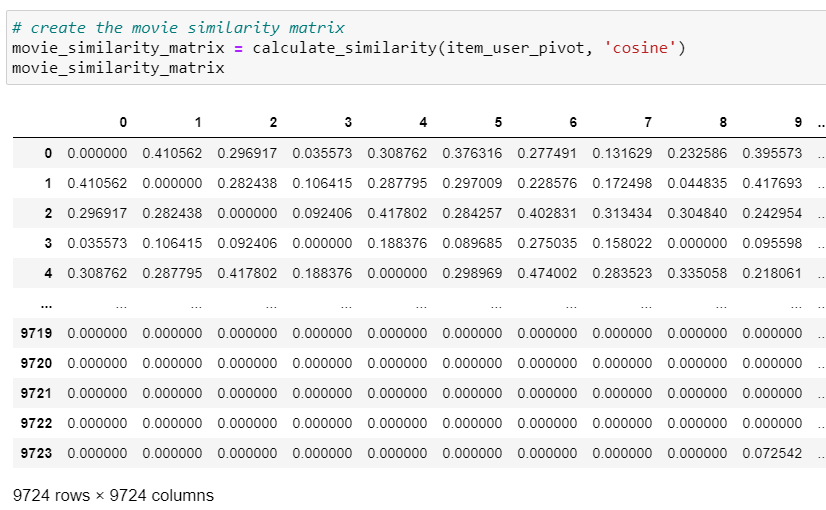 # create the movie similarity matrix
movie_similarity_matrix = calculate_similarity(item_user_pivot, 'cosine')
movie_similarity_matrix
0 1 2 3 4 5 6 7 8 9 ..
0 0.000000 0.410562 0.296917 0.035573 0.308762 0.376316 0.277491 0.131629 0.232586 0.395573 ..
1 0.410562 0.000000 0.282438 0.106415 0.287795 0.297009 0.228576 0.172498 0.044835 0.417693 ..
2 0.296917 0.282438 0.000000 0.092406 0.417802 0.284257 0.402831 0.313434 0.304840 0.242954 ..
3 0.035573 0.106415 0.092406 0.000000 0.188376 0.089685 0.275035 0.158022 0.000000 0.095598 ..
4 0.308762 0.287795 0.417802 0.188376 0.000000 0.298969 0.474002 0.283523 0.335058 0.218061 ..
... ... ... ... ... ... ... ... ... ... ... ..
9719 0.000000 0.000000 0.000000 0.000000 0.000000 0.000000 0.000000 0.000000 0.000000 0.000000 ..
9720 0.000000 0.000000 0.000000 0.000000 0.000000 0.000000 0.000000 0.000000 0.000000 0.000000 ..
9721 0.000000 0.000000 0.000000 0.000000 0.000000 0.000000 0.000000 0.000000 0.000000 0.000000 ..
9722 0.000000 0.000000 0.000000 0.000000 0.000000 0.000000 0.000000 0.000000 0.000000 0.000000 ..
9723 0.000000 0.000000 0.000000 0.000000 0.000000 0.000000 0.000000 0.000000 0.000000 0.072542 ..
9724 rows × 9724 columns